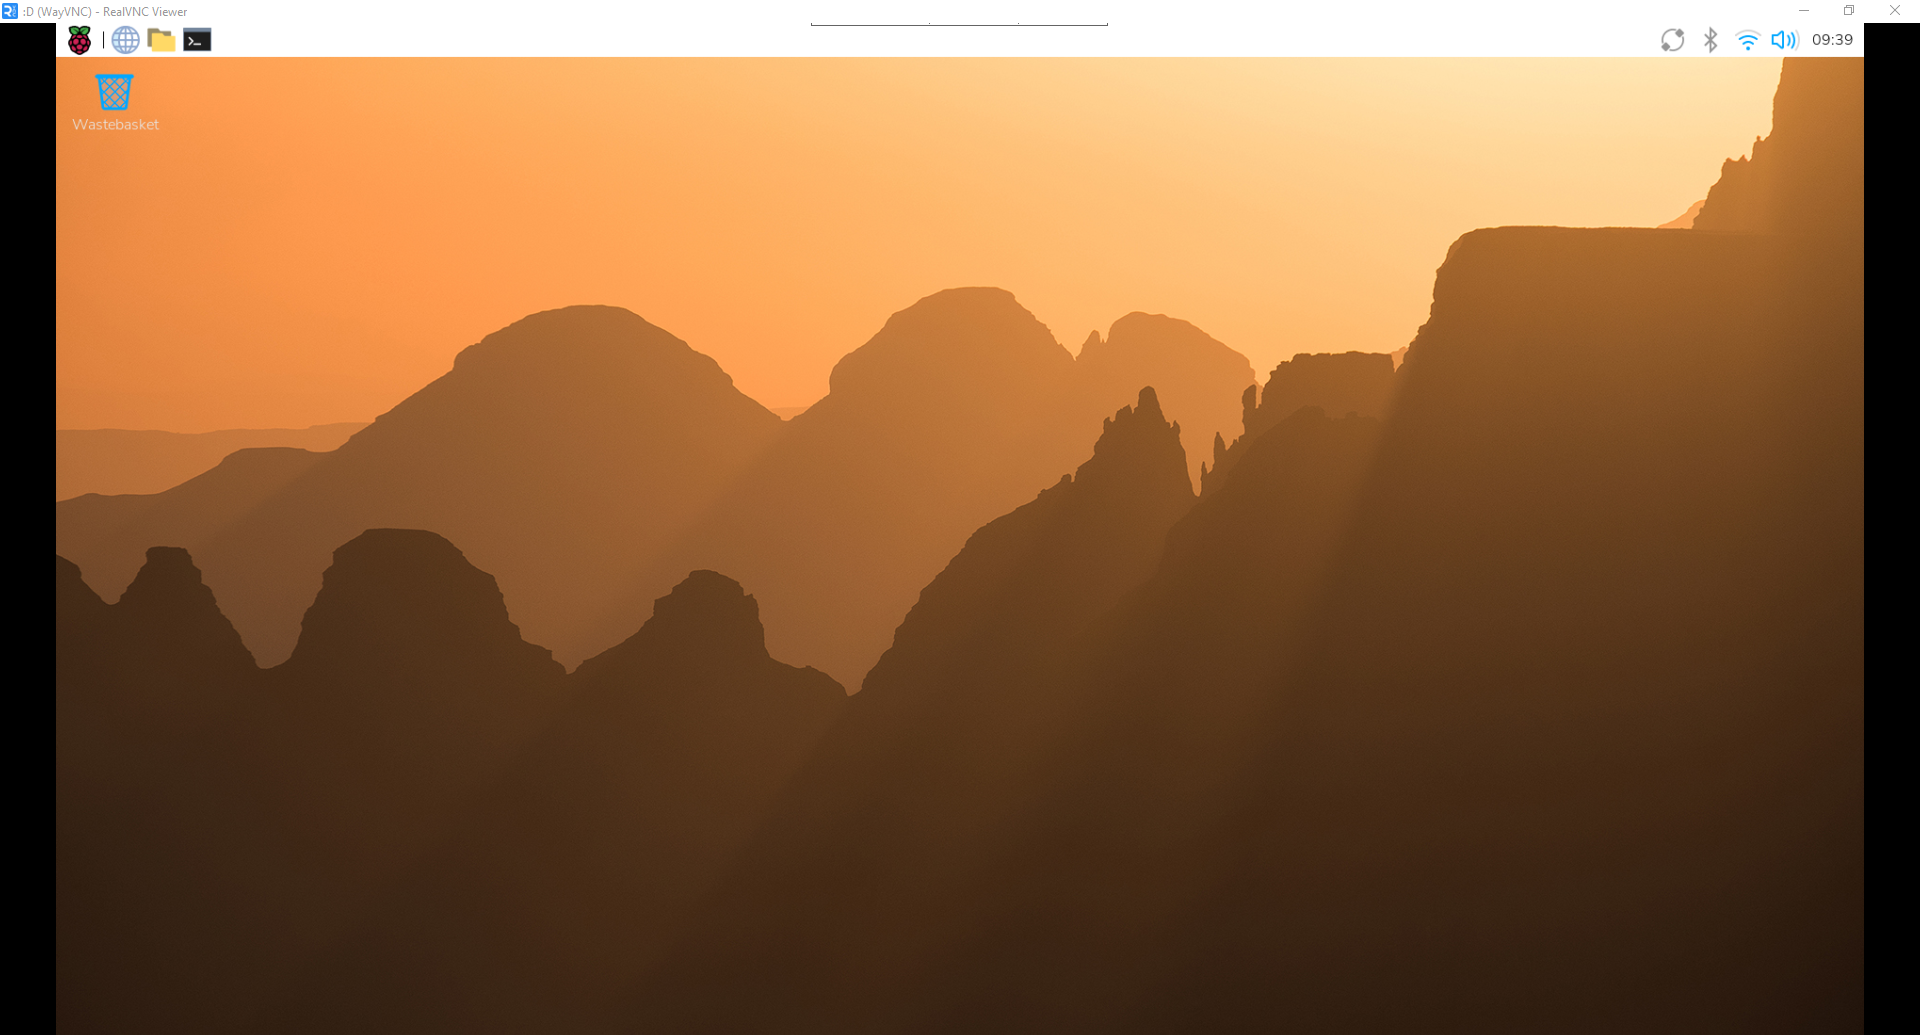 :D (WayVNC) - RealVNC Viewer
09:39
Wastebasket